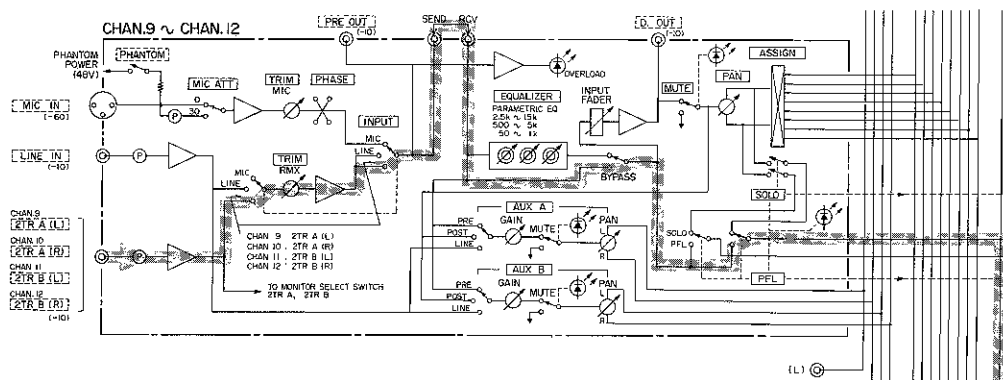 CHAN.9 ~ CHAN.12
PRE OUT
(-10)
SEND
RCV
D. OUT
(-10)
PHANTOM
POWER
(48V)
PHANTOM
MIC ATT
TRIM
MIC
PHASE
OVERLOAD
ASSIGN
MUTE
PAN
MIC IN
(-60)
P
30
INPUT
MIC
LINE
EQUALIZER
PARAMETRIC EQ
2.5k ~ 15k
500 ~ 5k
50 ~ 1k
INPUT
FADER
BYPASS
LINE IN
(-10)
P
TRIM
RMX
MIC
LINE
SOLO
CHAN.9
2TR A (L)
CHAN.10
2TR A (R)
CHAN.11
2TR B (L)
CHAN.12
2TR B (R)
(-10)
P
CHAN 9 . 2TR A (L)
CHAN 10 . 2TR A (R)
CHAN 11 . 2TR B (L)
CHAN 12 . 2TR B (R)
TO MONITOR SELECT SWITCH
2TR A, 2TR B
AUX A
PRE
POST
LINE
GAIN
MUTE
PAN
L
R
SOLO
PFL
PFL
AUX B
PRE
POST
LINE
GAIN
MUTE
PAN
L
R
(L)